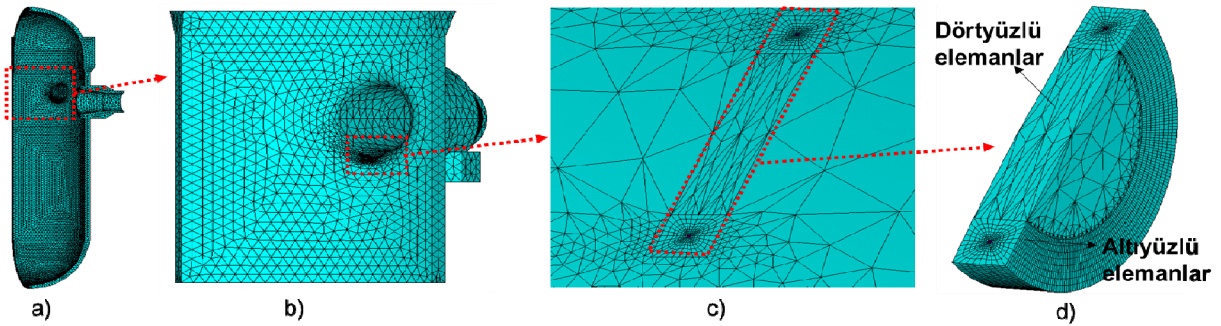 Dörtyüzlü
elemanlar
Altıyüzlü
elemanlar
a)
b)
c)
d)